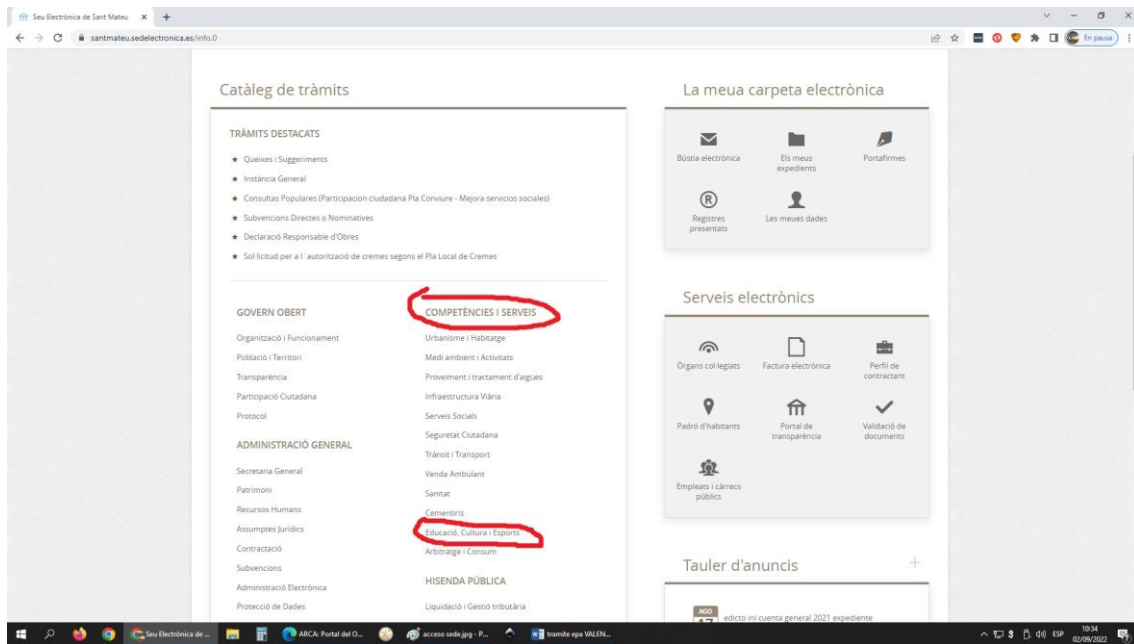 Seu Electrònica de Sant Mateu
santmateu.sedelectronica.es/info.0
En pausa
Catàleg de tràmits
TRÀMITS DESTACATS
Queixes i Suggeriments
Instància General
Consultas Populares (Participacion ciudadana Pla Conviure - Mejora servicios sociales)
Subvencions Directes o Nominatives
Declaració Responsable d'Obres
Sol·licitud per a l´autorització de cremes segons el Pla Local de Cremes
GOVERN OBERT
Organització i Funcionament
Població i Territori
Transparència
Participació Ciutadana
Protocol
ADMINISTRACIÓ GENERAL
Secretaria General
Patrimoni
Recursos Humans
Assumptes Jurídics
Contractació
Subvencions
Administració Electrònica
Protecció de Dades
COMPETÈNCIES I SERVEIS
Urbanisme i Habitatge
Medi ambient i Activitats
Proveïment i tractament d'aigües
Infraestructura Viària
Serveis Socials
Seguretat Ciutadana
Trànsit i Transport
Venda Ambulant
Sanitat
Cementiris
Educació, Cultura i Esports
Arbitratge i Consum
HISENDA PÚBLICA
Liquidació i Gestió tributària
La meua carpeta electrònica
Bústia electrònica
Els meus
expedients
Portafirmes
Registres
presentats
Les meues dades
Serveis electrònics
Òrgans col·legiats
Factura electrònica
Perfil de
contractant
Padró d'habitants
Portal de
transparència
Validació de
documents
Empleats i càrrecs
públics
Tauler d'anuncis
AGO
17
edicto ini cuenta general 2021 expediente
Seu Electrònica de ...
ARCA: Portal del O...
acceso sede.jpg - P...
tramite epa VALEN...
ESP
10:34
02/09/2022